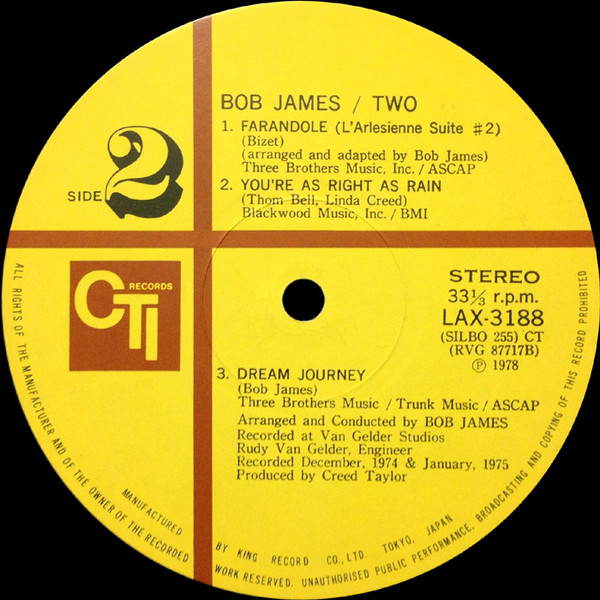 BOB JAMES / TWO
1. FARANDOLE (L'Arlesienne Suite #2)
(Bizet)
(arranged and adapted by Bob James)
Three Brothers Music, Inc. / ASCAP
2. YOU'RE AS RIGHT AS RAIN
(Thom Bell, Linda Creed)
Blackwood Music, Inc. / BMI
SIDE 2
CTI RECORDS
STEREO
33⅓ r.p.m.
LAX-3188
(SILBO 255) CT
(RVG 87717B)
℗ 1978
3. DREAM JOURNEY
(Bob James)
Three Brothers Music / Trunk Music / ASCAP
Arranged and Conducted by BOB JAMES
Recorded at Van Gelder Studios
Rudy Van Gelder, Engineer
Recorded December, 1974 & January, 1975
Produced by Creed Taylor
MANUFACTURED BY KING RECORD CO., LTD. TOKYO, JAPAN
ALL RIGHTS OF THE MANUFACTURER AND OF THE OWNER OF THE RECORDED WORK RESERVED. UNAUTHORISED PUBLIC PERFORMANCE, BROADCASTING AND COPYING OF THIS RECORD PROHIBITED